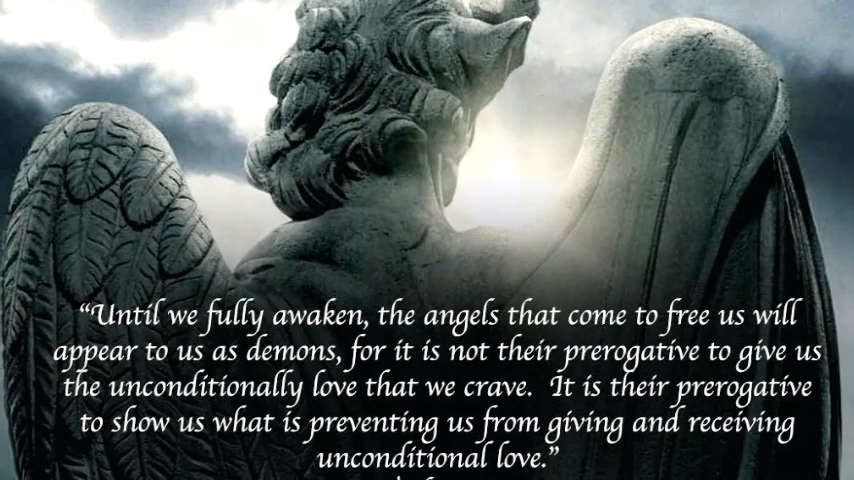 “Until we fully awaken, the angels that come to free us will
appear to us as demons, for it is not their prerogative to give us
the unconditionally love that we crave.  It is their prerogative
to show us what is preventing us from giving and receiving
unconditional love.”